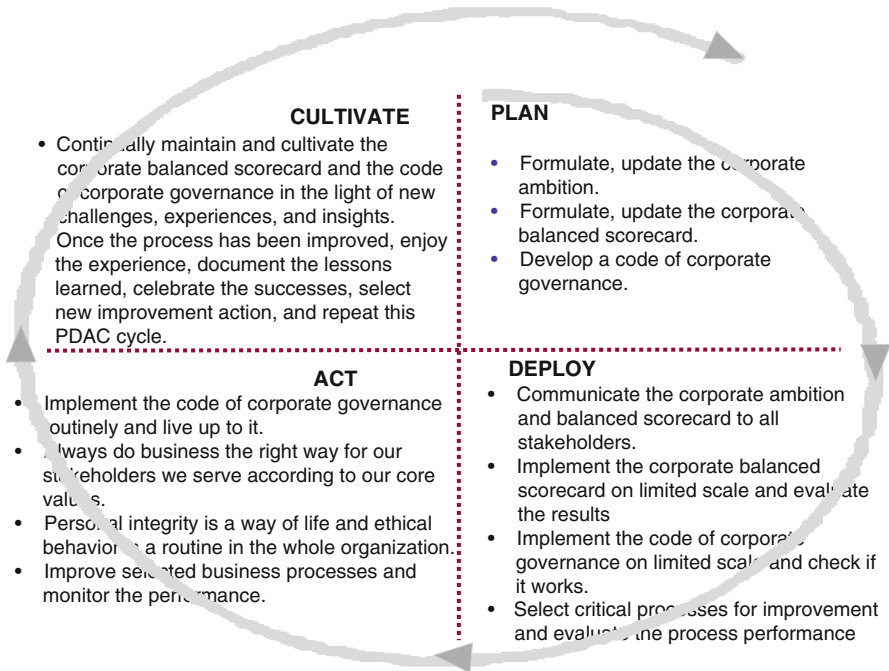 CULTIVATE
• Continually maintain and cultivate the
corporate balanced scorecard and the code
of corporate governance in the light of new
challenges, experiences, and insights.
Once the process has been improved, enjoy
the experience, document the lessons
learned, celebrate the successes, select
new improvement action, and repeat this
PDAC cycle.
PLAN
• Formulate, update the corporate
ambition.
• Formulate, update the corporate
balanced scorecard.
• Develop a code of corporate
governance.
ACT
• Implement the code of corporate governance
routinely and live up to it.
• Always do business the right way for our
stakeholders we serve according to our core
values.
• Personal integrity is a way of life and ethical
behavior is a routine in the whole organization.
• Improve selected business processes and
monitor the performance.
DEPLOY
• Communicate the corporate ambition
and balanced scorecard to all
stakeholders.
• Implement the corporate balanced
scorecard on limited scale and evaluate
the results
• Implement the code of corporate
governance on limited scale and check if
it works.
• Select critical processes for improvement
and evaluate the process performance